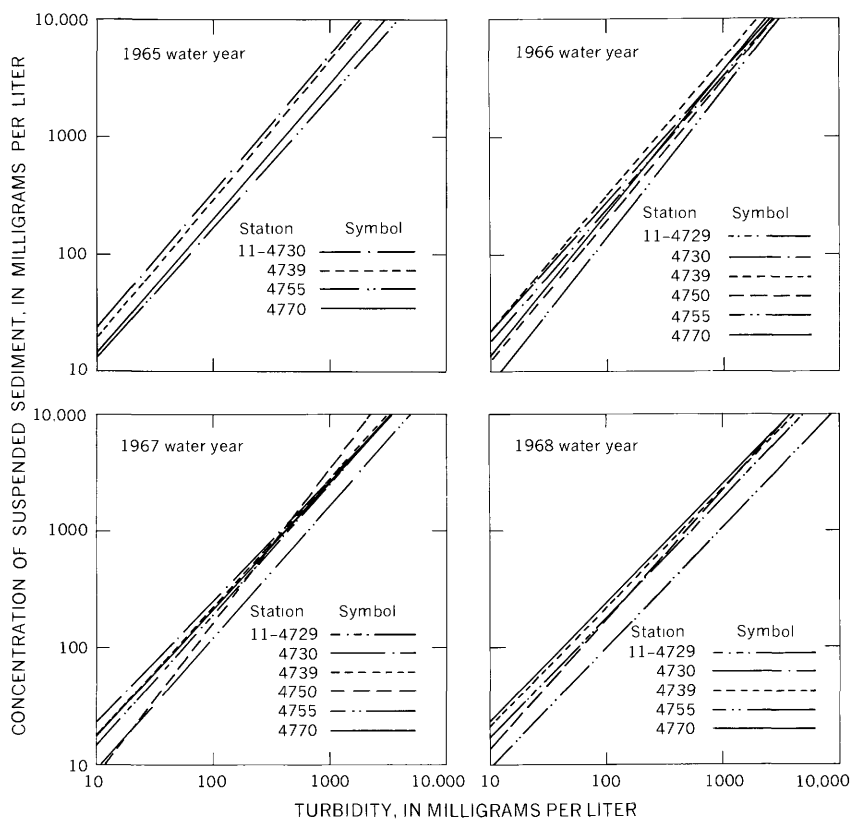 CONCENTRATION OF SUSPENDED SEDIMENT, IN MILLIGRAMS PER LITER
10,000
1000
100
10
1965 water year
Station Symbol
11-4730
4739
4755
4770
1966 water year
Station Symbol
11-4729
4730
4739
4750
4755
4770
10,000
1000
100
10
1967 water year
Station Symbol
11-4729
4730
4739
4750
4755
4770
10 100 1000 10,000
1968 water year
Station Symbol
11-4729
4730
4739
4755
4770
10 100 1000 10,000
TURBIDITY, IN MILLIGRAMS PER LITER